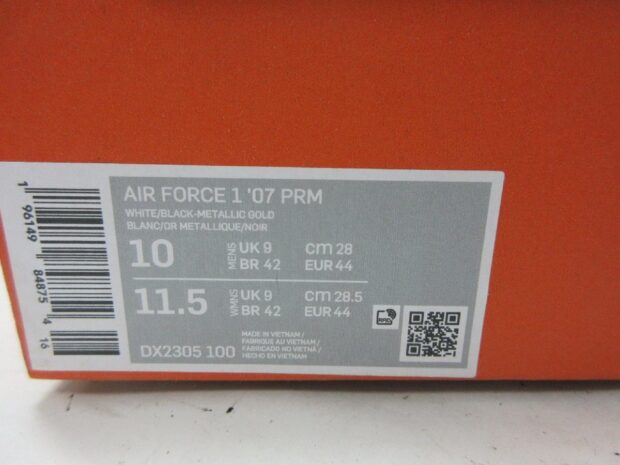 AIR FORCE 1 '07 PRM
WHITE/BLACK-METALLIC GOLD
BLANC/OR METALLIQUE/NOIR
10 MENS UK 9 cm 28
BR 42 EUR 44
11.5 WMNS UK 9 cm 28.5
BR 42 EUR 44
DX2305 100
MADE IN VIETNAM /
FABRIQUE AU VIETNAM /
FABRICADO NO VIETNÃ /
HECHO EN VIETNAM
1 96149 84875 4 16